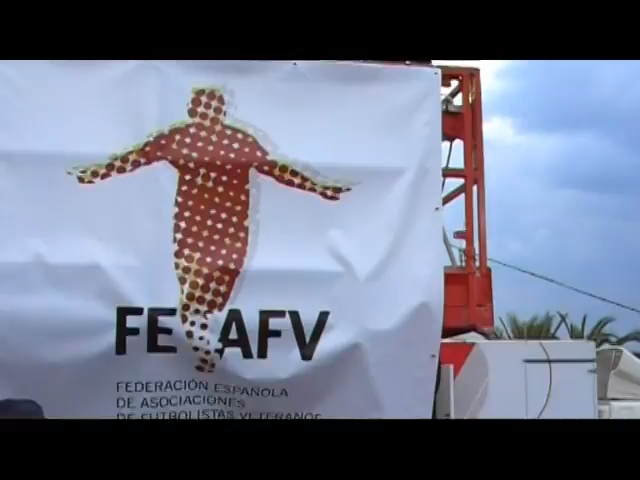 FEAFV
FEDERACIÓN ESPAÑOLA
DE ASOCIACIONES
DE FUTBOLISTAS VETERANOS